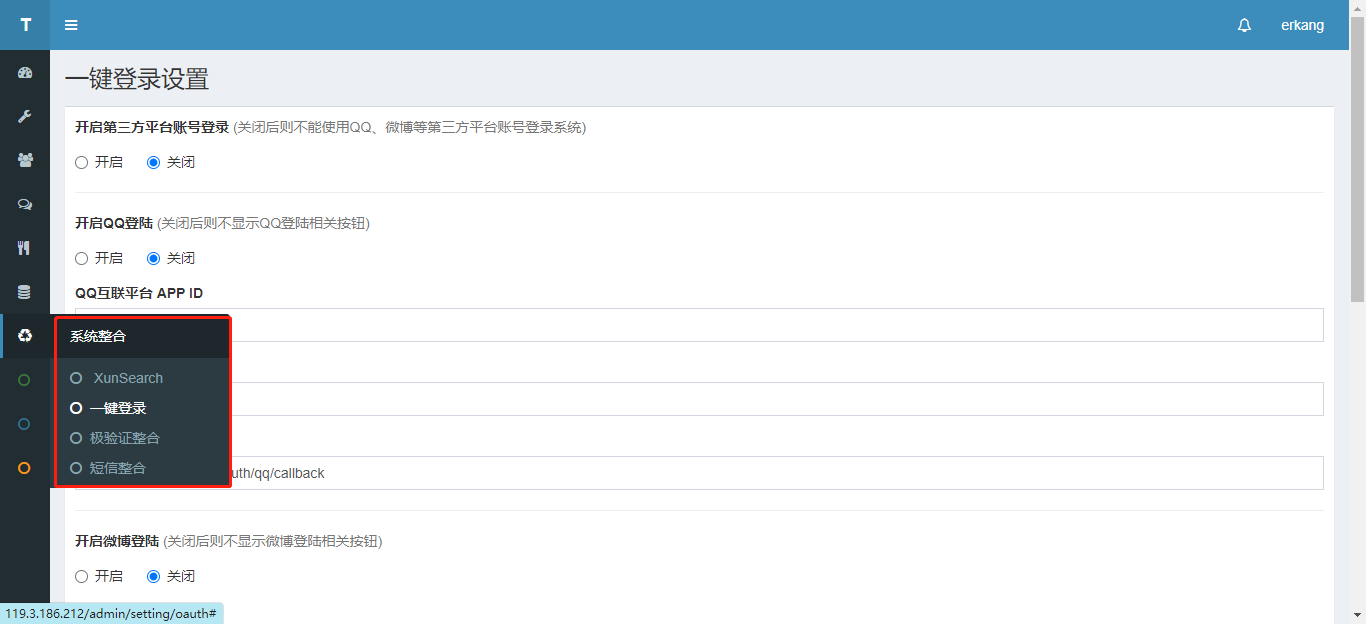 T
erkang
一键登录设置
开启第三方平台账号登录 (关闭后则不能使用QQ、微博等第三方平台账号登录系统)
开启 关闭
开启QQ登陆 (关闭后则不显示QQ登陆相关按钮)
开启 关闭
QQ互联平台 APP ID
系统整合
XunSearch
一键登录
极验证整合
短信整合
uth/qq/callback
开启微博登陆 (关闭后则不显示微博登陆相关按钮)
开启 关闭
119.3.186.212/admin/setting/oauth#